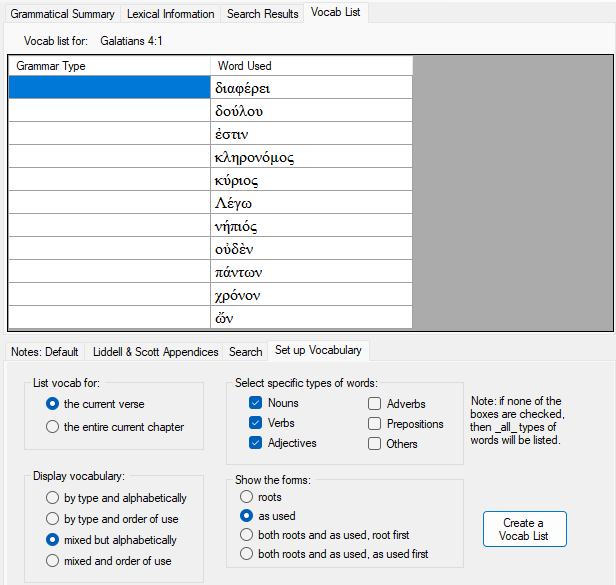 Grammatical Summary Lexical Information Search Results Vocab List
Vocab list for: Galatians 4:1
Grammar Type Word Used
διαφέρει
δούλου
ἐστιν
κληρονόμος
κύριος
Λέγω
νήπιός
οὐδὲν
πάντων
χρόνον
ὤν
Notes: Default Liddell & Scott Appendices Search Set up Vocabulary
List vocab for:
the current verse
the entire current chapter
Select specific types of words:
Nouns Adverbs
Verbs Prepositions
Adjectives Others
Note: if none of the
boxes are checked,
then _all_ types of
words will be listed.
Display vocabulary:
by type and alphabetically
by type and order of use
mixed but alphabetically
mixed and order of use
Show the forms:
roots
as used
both roots and as used, root first
both roots and as used, as used first
Create a
Vocab List